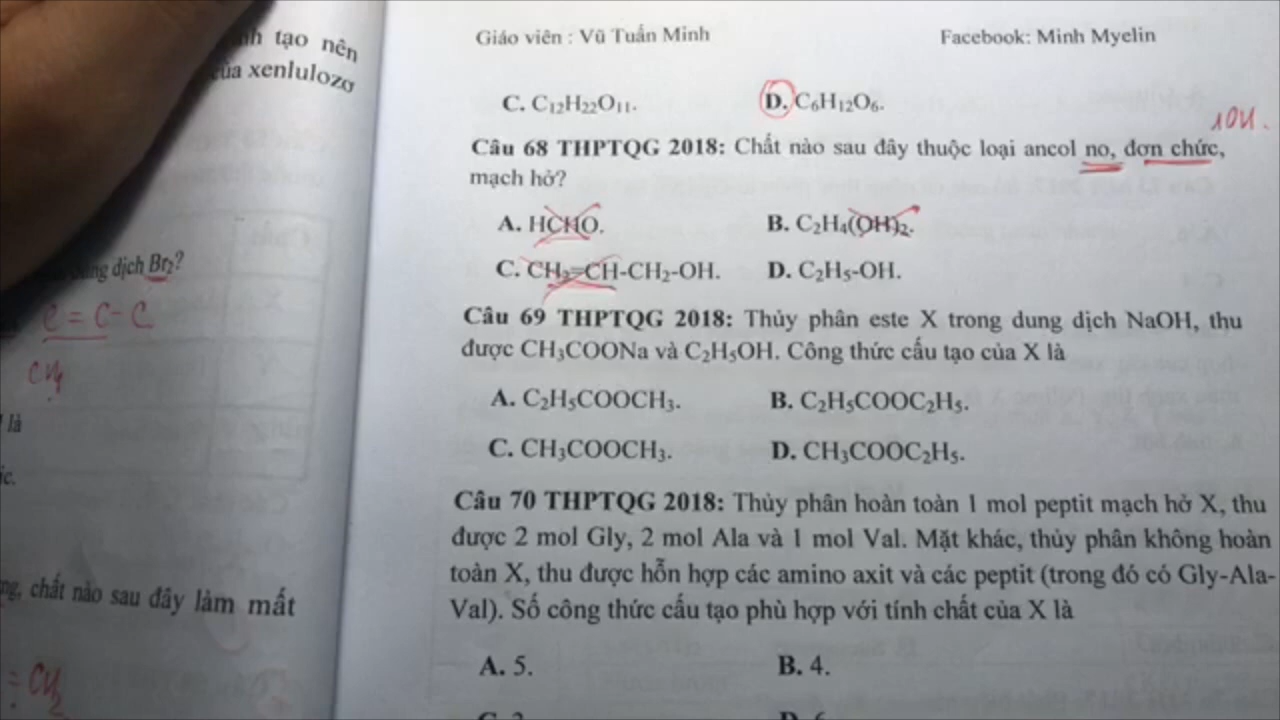 tạo nên
của xenlulozơ
dung dịch Br₂?
C = C - C
là
ng, chất nào sau đây làm mất
Giáo viên : Vũ Tuấn Minh
Facebook: Minh Myelin
C. C₁₂H₂₂O₁₁.
D. C₆H₁₂O₆.
1OH.
Câu 68 THPTQG 2018: Chất nào sau đây thuộc loại ancol no, đơn chức,
mạch hở?
A. HCHO.
B. C₂H₄(OH)₂.
C. CH₂=CH-CH₂-OH.
D. C₂H₅-OH.
Câu 69 THPTQG 2018: Thủy phân este X trong dung dịch NaOH, thu
được CH₃COONa và C₂H₅OH. Công thức cấu tạo của X là
A. C₂H₅COOCH₃.
B. C₂H₅COOC₂H₅.
C. CH₃COOCH₃.
D. CH₃COOC₂H₅.
Câu 70 THPTQG 2018: Thủy phân hoàn toàn 1 mol peptit mạch hở X, thu
được 2 mol Gly, 2 mol Ala và 1 mol Val. Mặt khác, thủy phân không hoàn
toàn X, thu được hỗn hợp các amino axit và các peptit (trong đó có Gly-Ala-
Val). Số công thức cấu tạo phù hợp với tính chất của X là
A. 5.
B. 4.